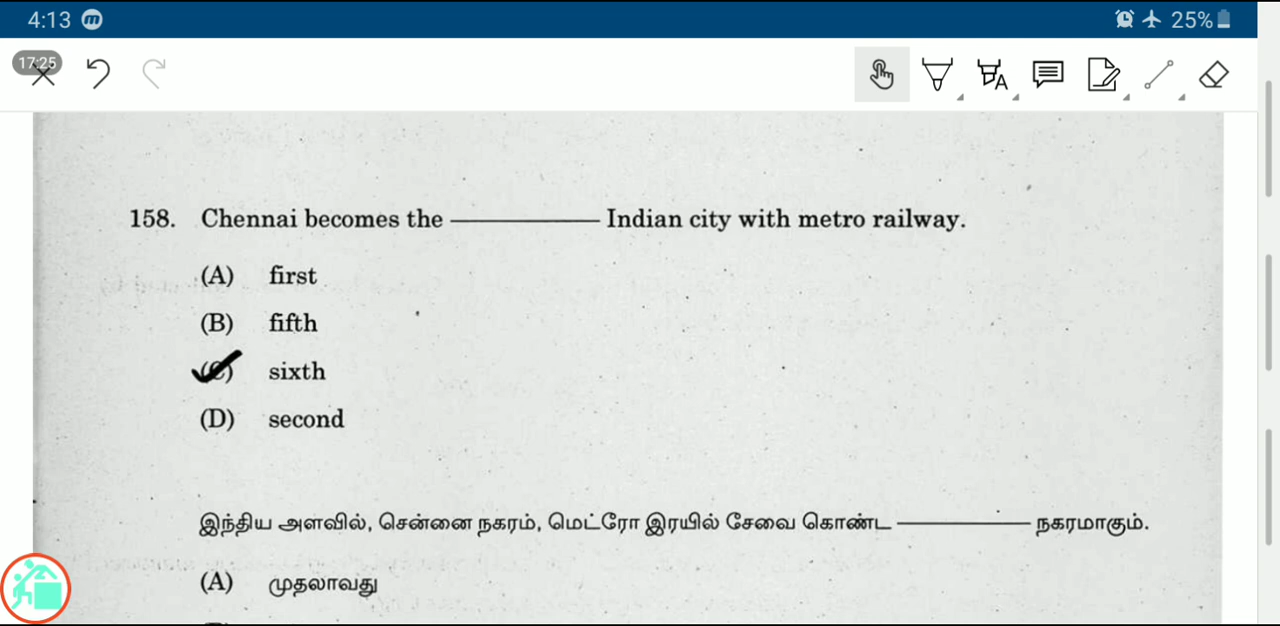 4:13 m 25%
17:25
A
158. Chennai becomes the ———— Indian city with metro railway.
(A) first
(B) fifth
(C) sixth
(D) second
இந்திய அளவில், சென்னை நகரம், மெட்ரோ இரயில் சேவை கொண்ட ———— நகரமாகும்.
(A) முதலாவது